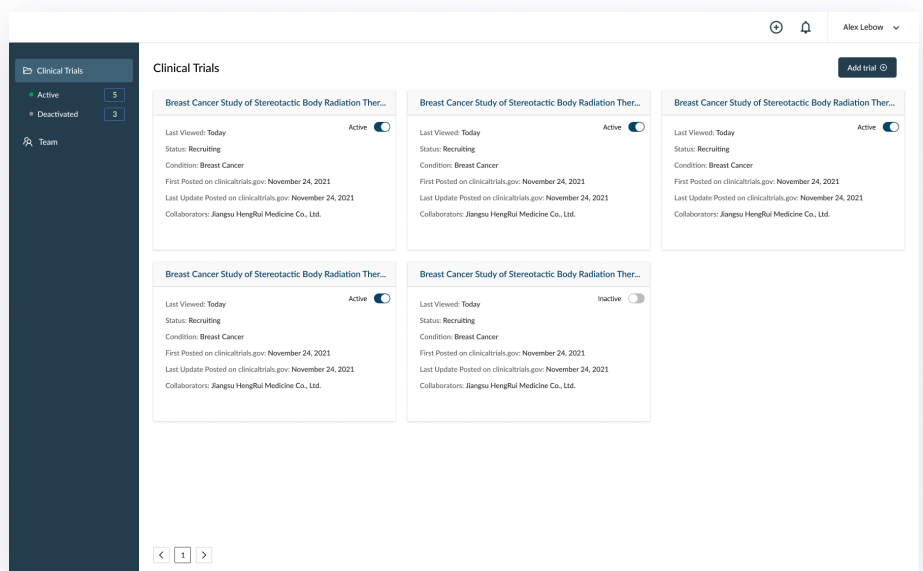 Alex Lebow
Clinical Trials
Active 5
Deactivated 3
Team
Clinical Trials
Add trial
Breast Cancer Study of Stereotactic Body Radiation Ther...
Active
Last Viewed: Today
Status: Recruiting
Condition: Breast Cancer
First Posted on clinicaltrials.gov: November 24, 2021
Last Update Posted on clinicaltrials.gov: November 24, 2021
Collaborators: Jiangsu HengRui Medicine Co., Ltd.
Breast Cancer Study of Stereotactic Body Radiation Ther...
Active
Last Viewed: Today
Status: Recruiting
Condition: Breast Cancer
First Posted on clinicaltrials.gov: November 24, 2021
Last Update Posted on clinicaltrials.gov: November 24, 2021
Collaborators: Jiangsu HengRui Medicine Co., Ltd.
Breast Cancer Study of Stereotactic Body Radiation Ther...
Active
Last Viewed: Today
Status: Recruiting
Condition: Breast Cancer
First Posted on clinicaltrials.gov: November 24, 2021
Last Update Posted on clinicaltrials.gov: November 24, 2021
Collaborators: Jiangsu HengRui Medicine Co., Ltd.
Breast Cancer Study of Stereotactic Body Radiation Ther...
Active
Last Viewed: Today
Status: Recruiting
Condition: Breast Cancer
First Posted on clinicaltrials.gov: November 24, 2021
Last Update Posted on clinicaltrials.gov: November 24, 2021
Collaborators: Jiangsu HengRui Medicine Co., Ltd.
Breast Cancer Study of Stereotactic Body Radiation Ther...
Inactive
Last Viewed: Today
Status: Recruiting
Condition: Breast Cancer
First Posted on clinicaltrials.gov: November 24, 2021
Last Update Posted on clinicaltrials.gov: November 24, 2021
Collaborators: Jiangsu HengRui Medicine Co., Ltd.
1